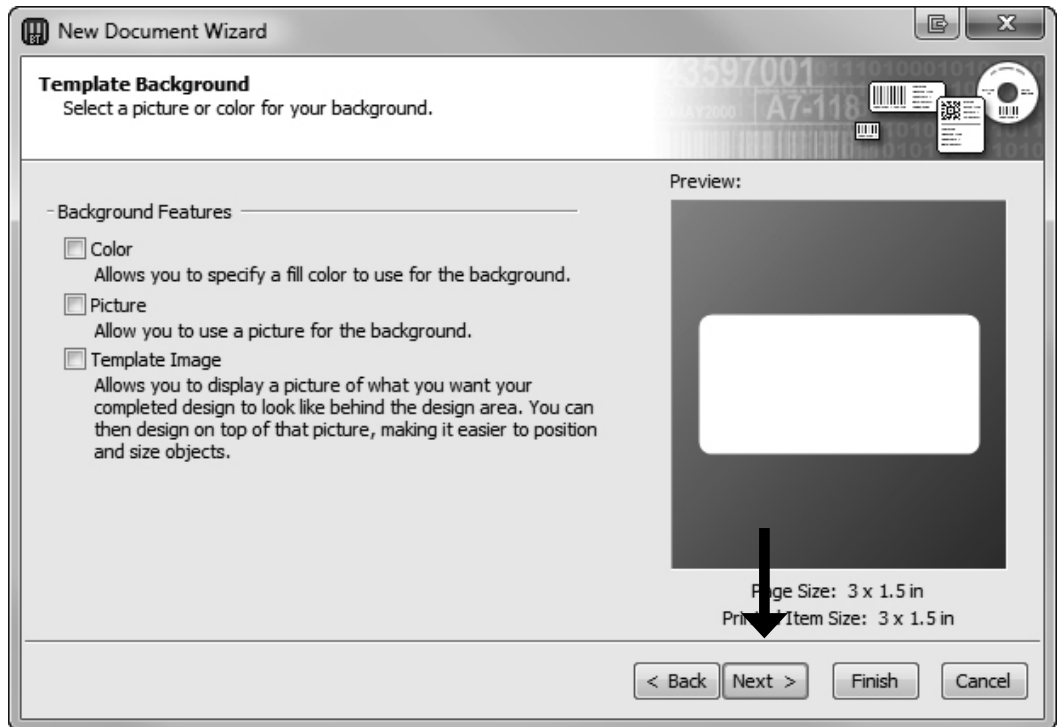 New Document Wizard
Template Background
Select a picture or color for your background.
43597001
A7-118
Preview:
Background Features
Color
Allows you to specify a fill color to use for the background.
Picture
Allow you to use a picture for the background.
Template Image
Allows you to display a picture of what you want your
completed design to look like behind the design area. You can
then design on top of that picture, making it easier to position
and size objects.
Page Size: 3 x 1.5 in
Item Size: 3 x 1.5 in
< Back
Next >
Finish
Cancel